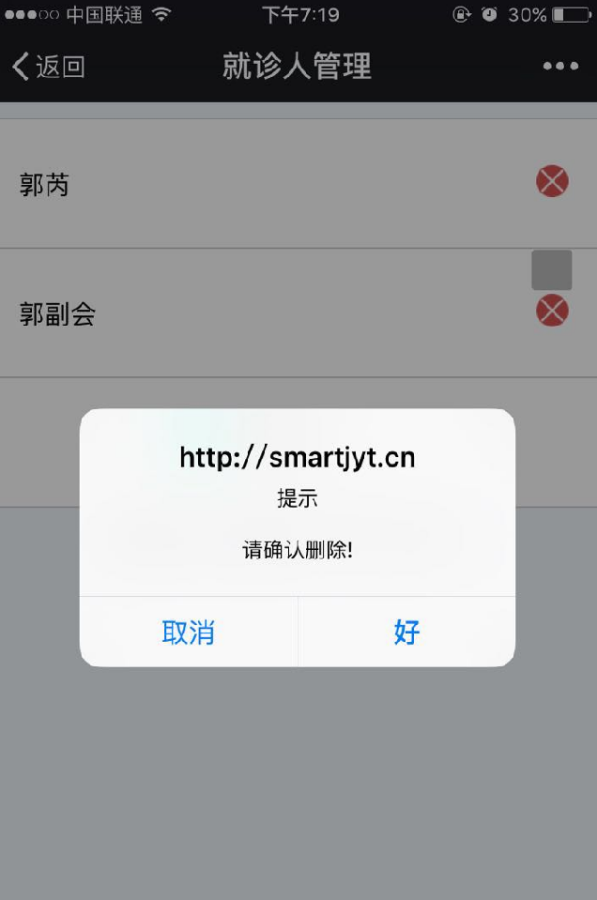 中国联通 下午7:19 30%
返回 就诊人管理
郭芮
郭副会
http://smartjyt.cn
提示
请确认删除!
取消 好